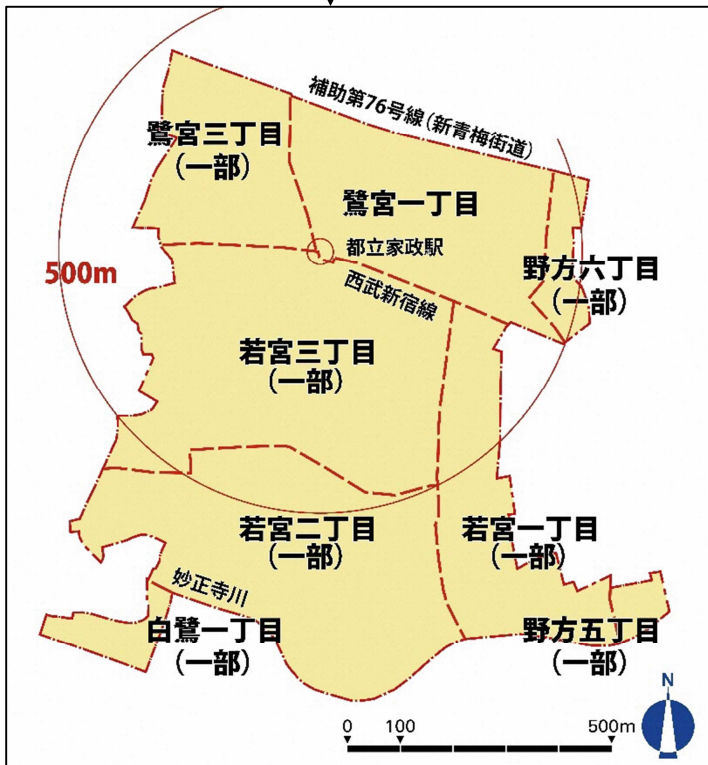 補助第76号線(新青梅街道)
鷺宮三丁目
(一部)
鷺宮一丁目
都立家政駅
西武新宿線
野方六丁目
(一部)
500m
若宮三丁目
(一部)
若宮二丁目
(一部)
若宮一丁目
(一部)
妙正寺川
白鷺一丁目
(一部)
野方五丁目
(一部)
N
0 100 500m